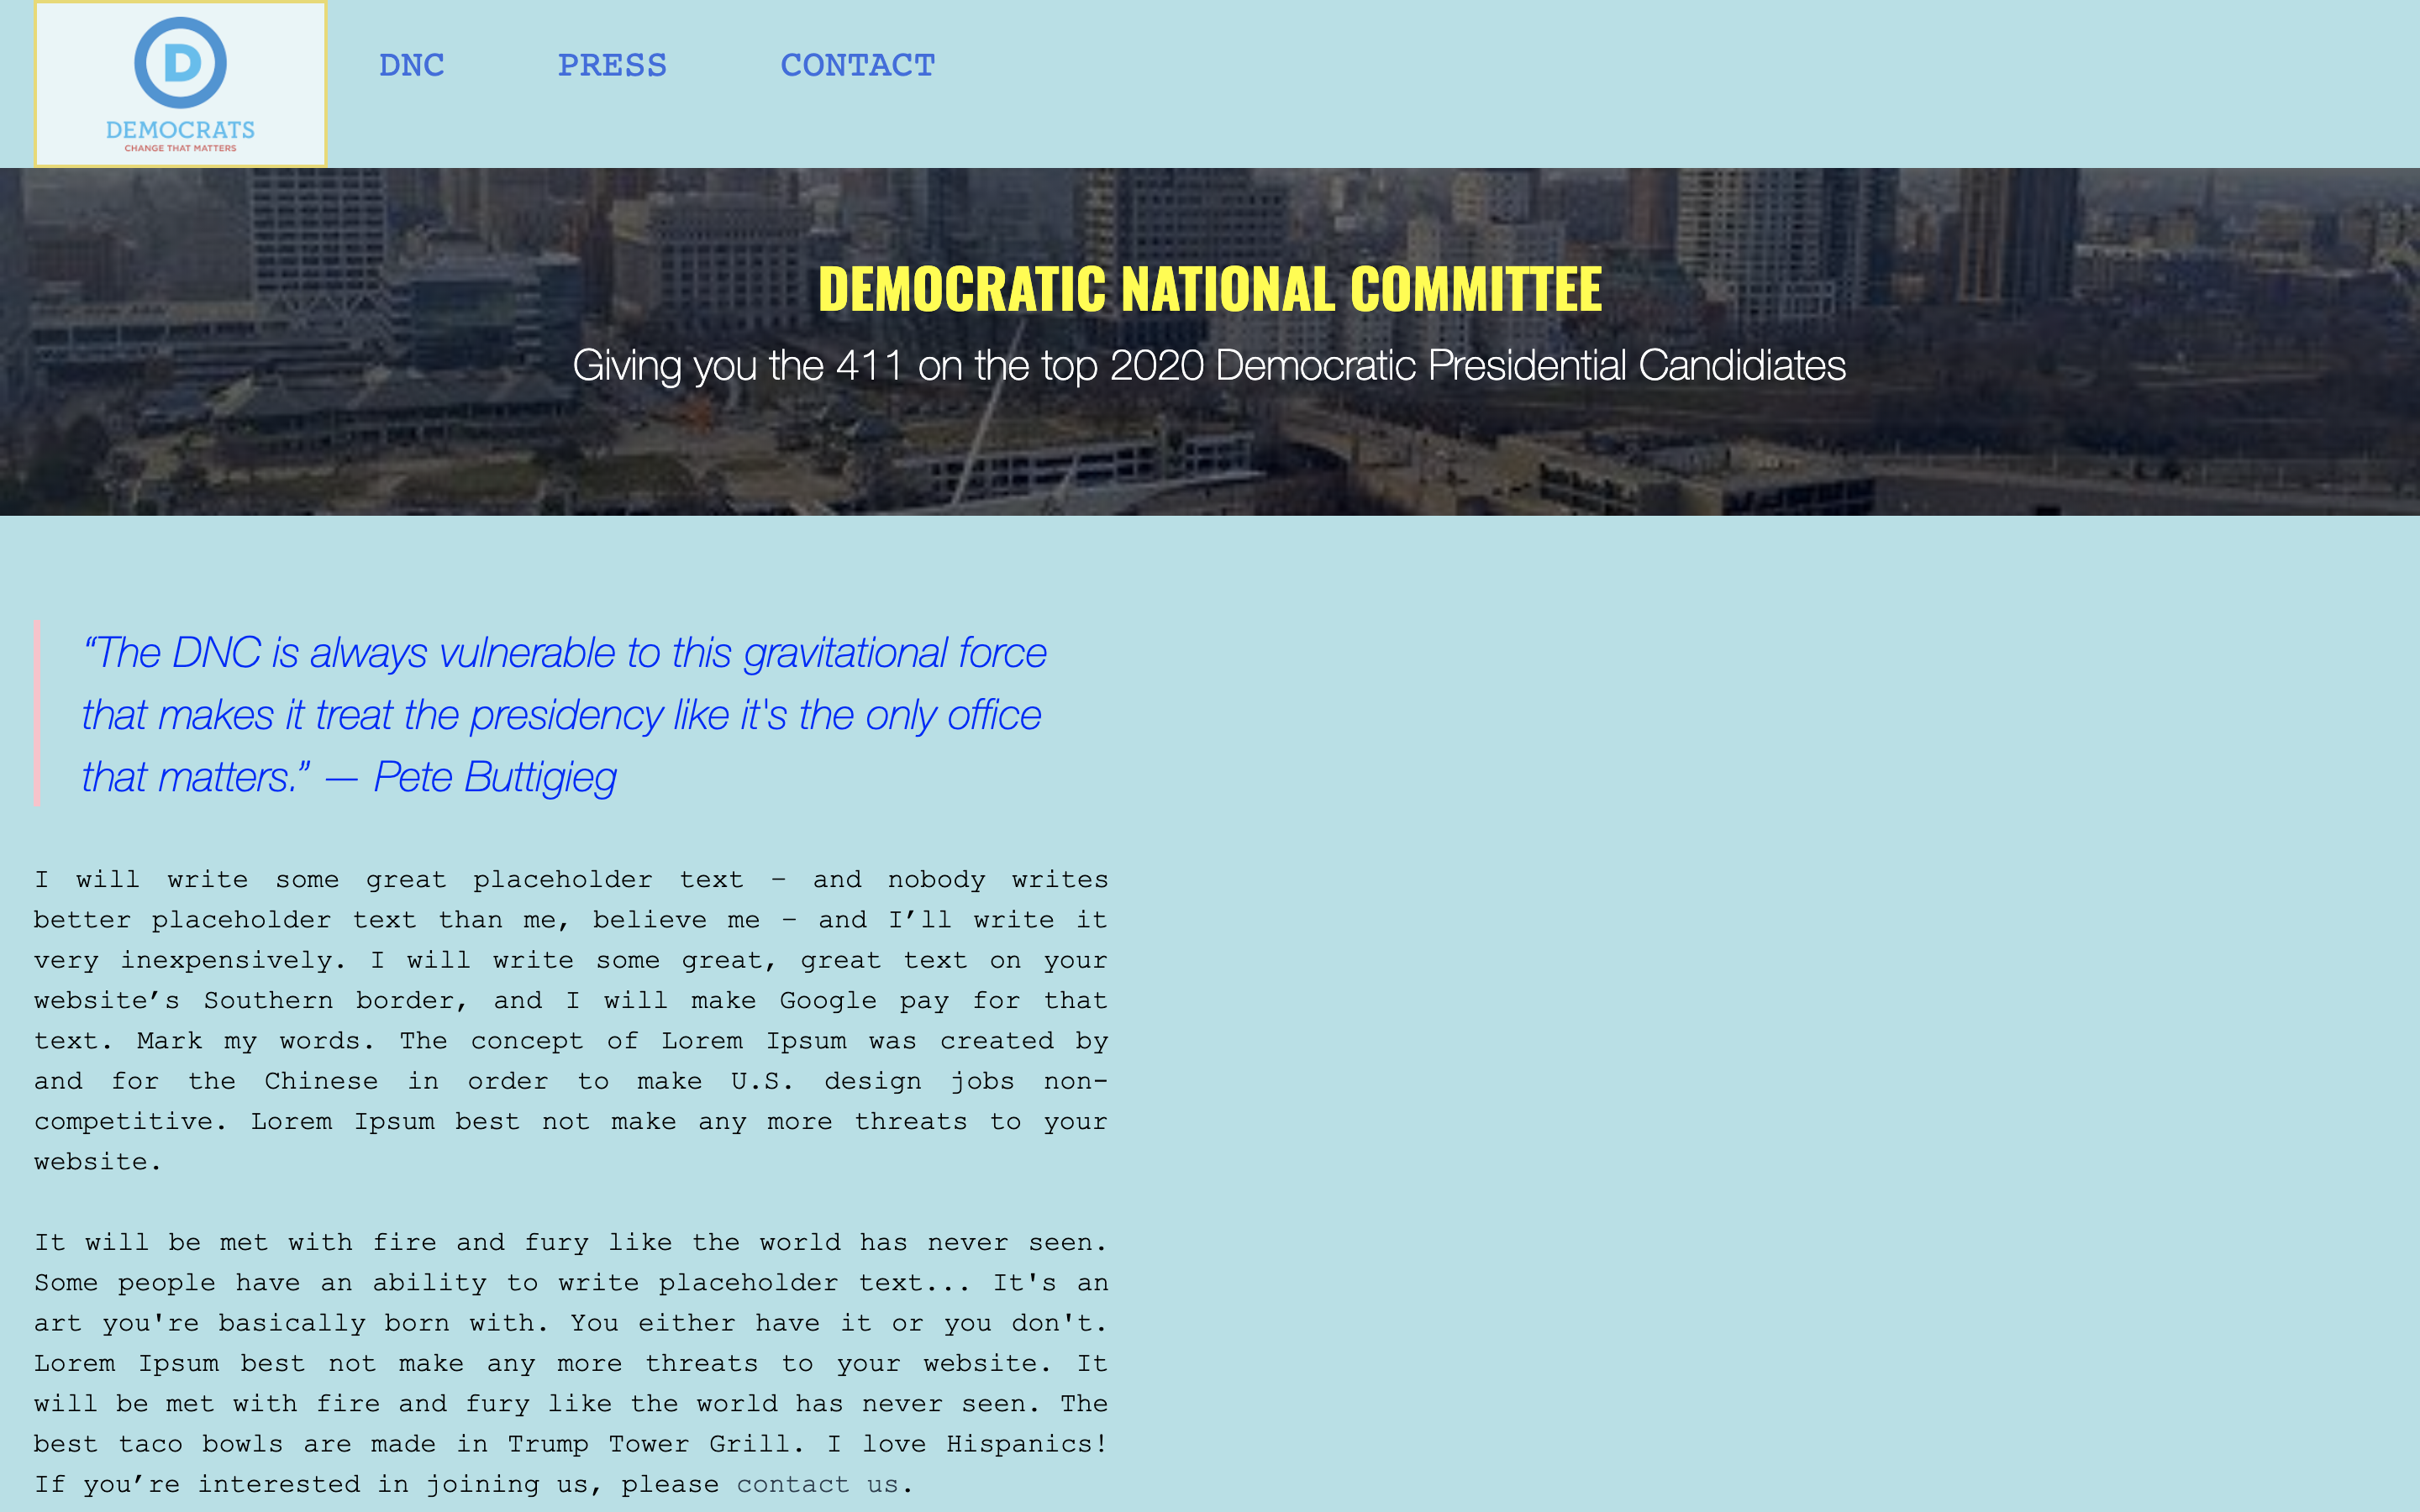 D
DEMOCRATS
CHANGE THAT MATTERS
DNC PRESS CONTACT
DEMOCRATIC NATIONAL COMMITTEE
Giving you the 411 on the top 2020 Democratic Presidential Candidiates
“The DNC is always vulnerable to this gravitational force
that makes it treat the presidency like it's the only office
that matters.” — Pete Buttigieg
I will write some great placeholder text – and nobody writes
better placeholder text than me, believe me – and I’ll write it
very inexpensively. I will write some great, great text on your
website’s Southern border, and I will make Google pay for that
text. Mark my words. The concept of Lorem Ipsum was created by
and for the Chinese in order to make U.S. design jobs non-
competitive. Lorem Ipsum best not make any more threats to your
website.
It will be met with fire and fury like the world has never seen.
Some people have an ability to write placeholder text... It's an
art you're basically born with. You either have it or you don't.
Lorem Ipsum best not make any more threats to your website. It
will be met with fire and fury like the world has never seen. The
best taco bowls are made in Trump Tower Grill. I love Hispanics!
If you’re interested in joining us, please contact us.